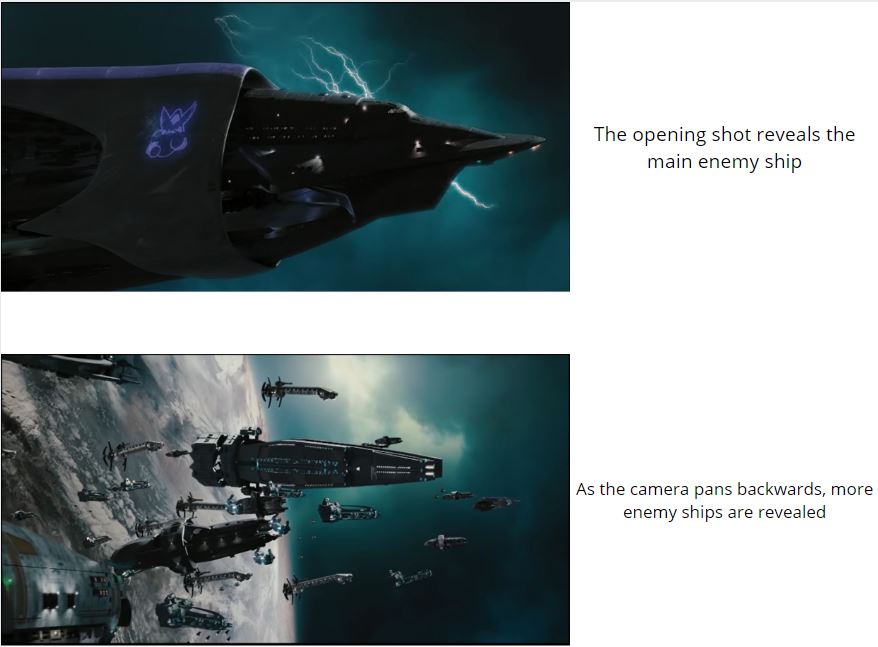 The opening shot reveals the
main enemy ship
As the camera pans backwards, more
enemy ships are revealed